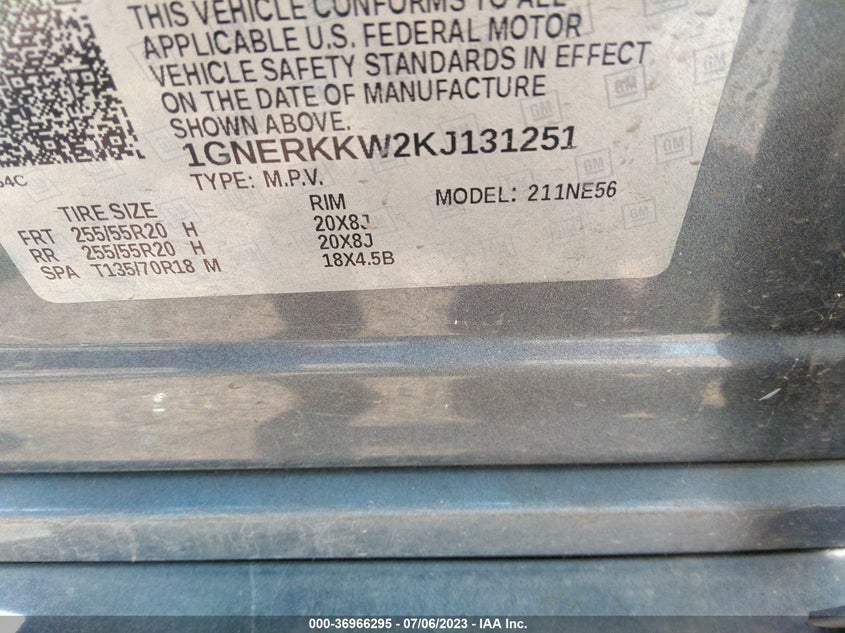 THIS VEHICLE CONFORMS TO ALL
APPLICABLE U.S. FEDERAL MOTOR
VEHICLE SAFETY STANDARDS IN EFFECT
ON THE DATE OF MANUFACTURE
SHOWN ABOVE.
1GNERKKW2KJ131251
TYPE: M.P.V.
MODEL: 211NE56
TIRE SIZE RIM
FRT 255/55R20 H 20X8J
RR 255/55R20 H 20X8J
SPA T135/70R18 M 18X4.5B
GM
000-36966295 - 07/06/2023 - IAA Inc.